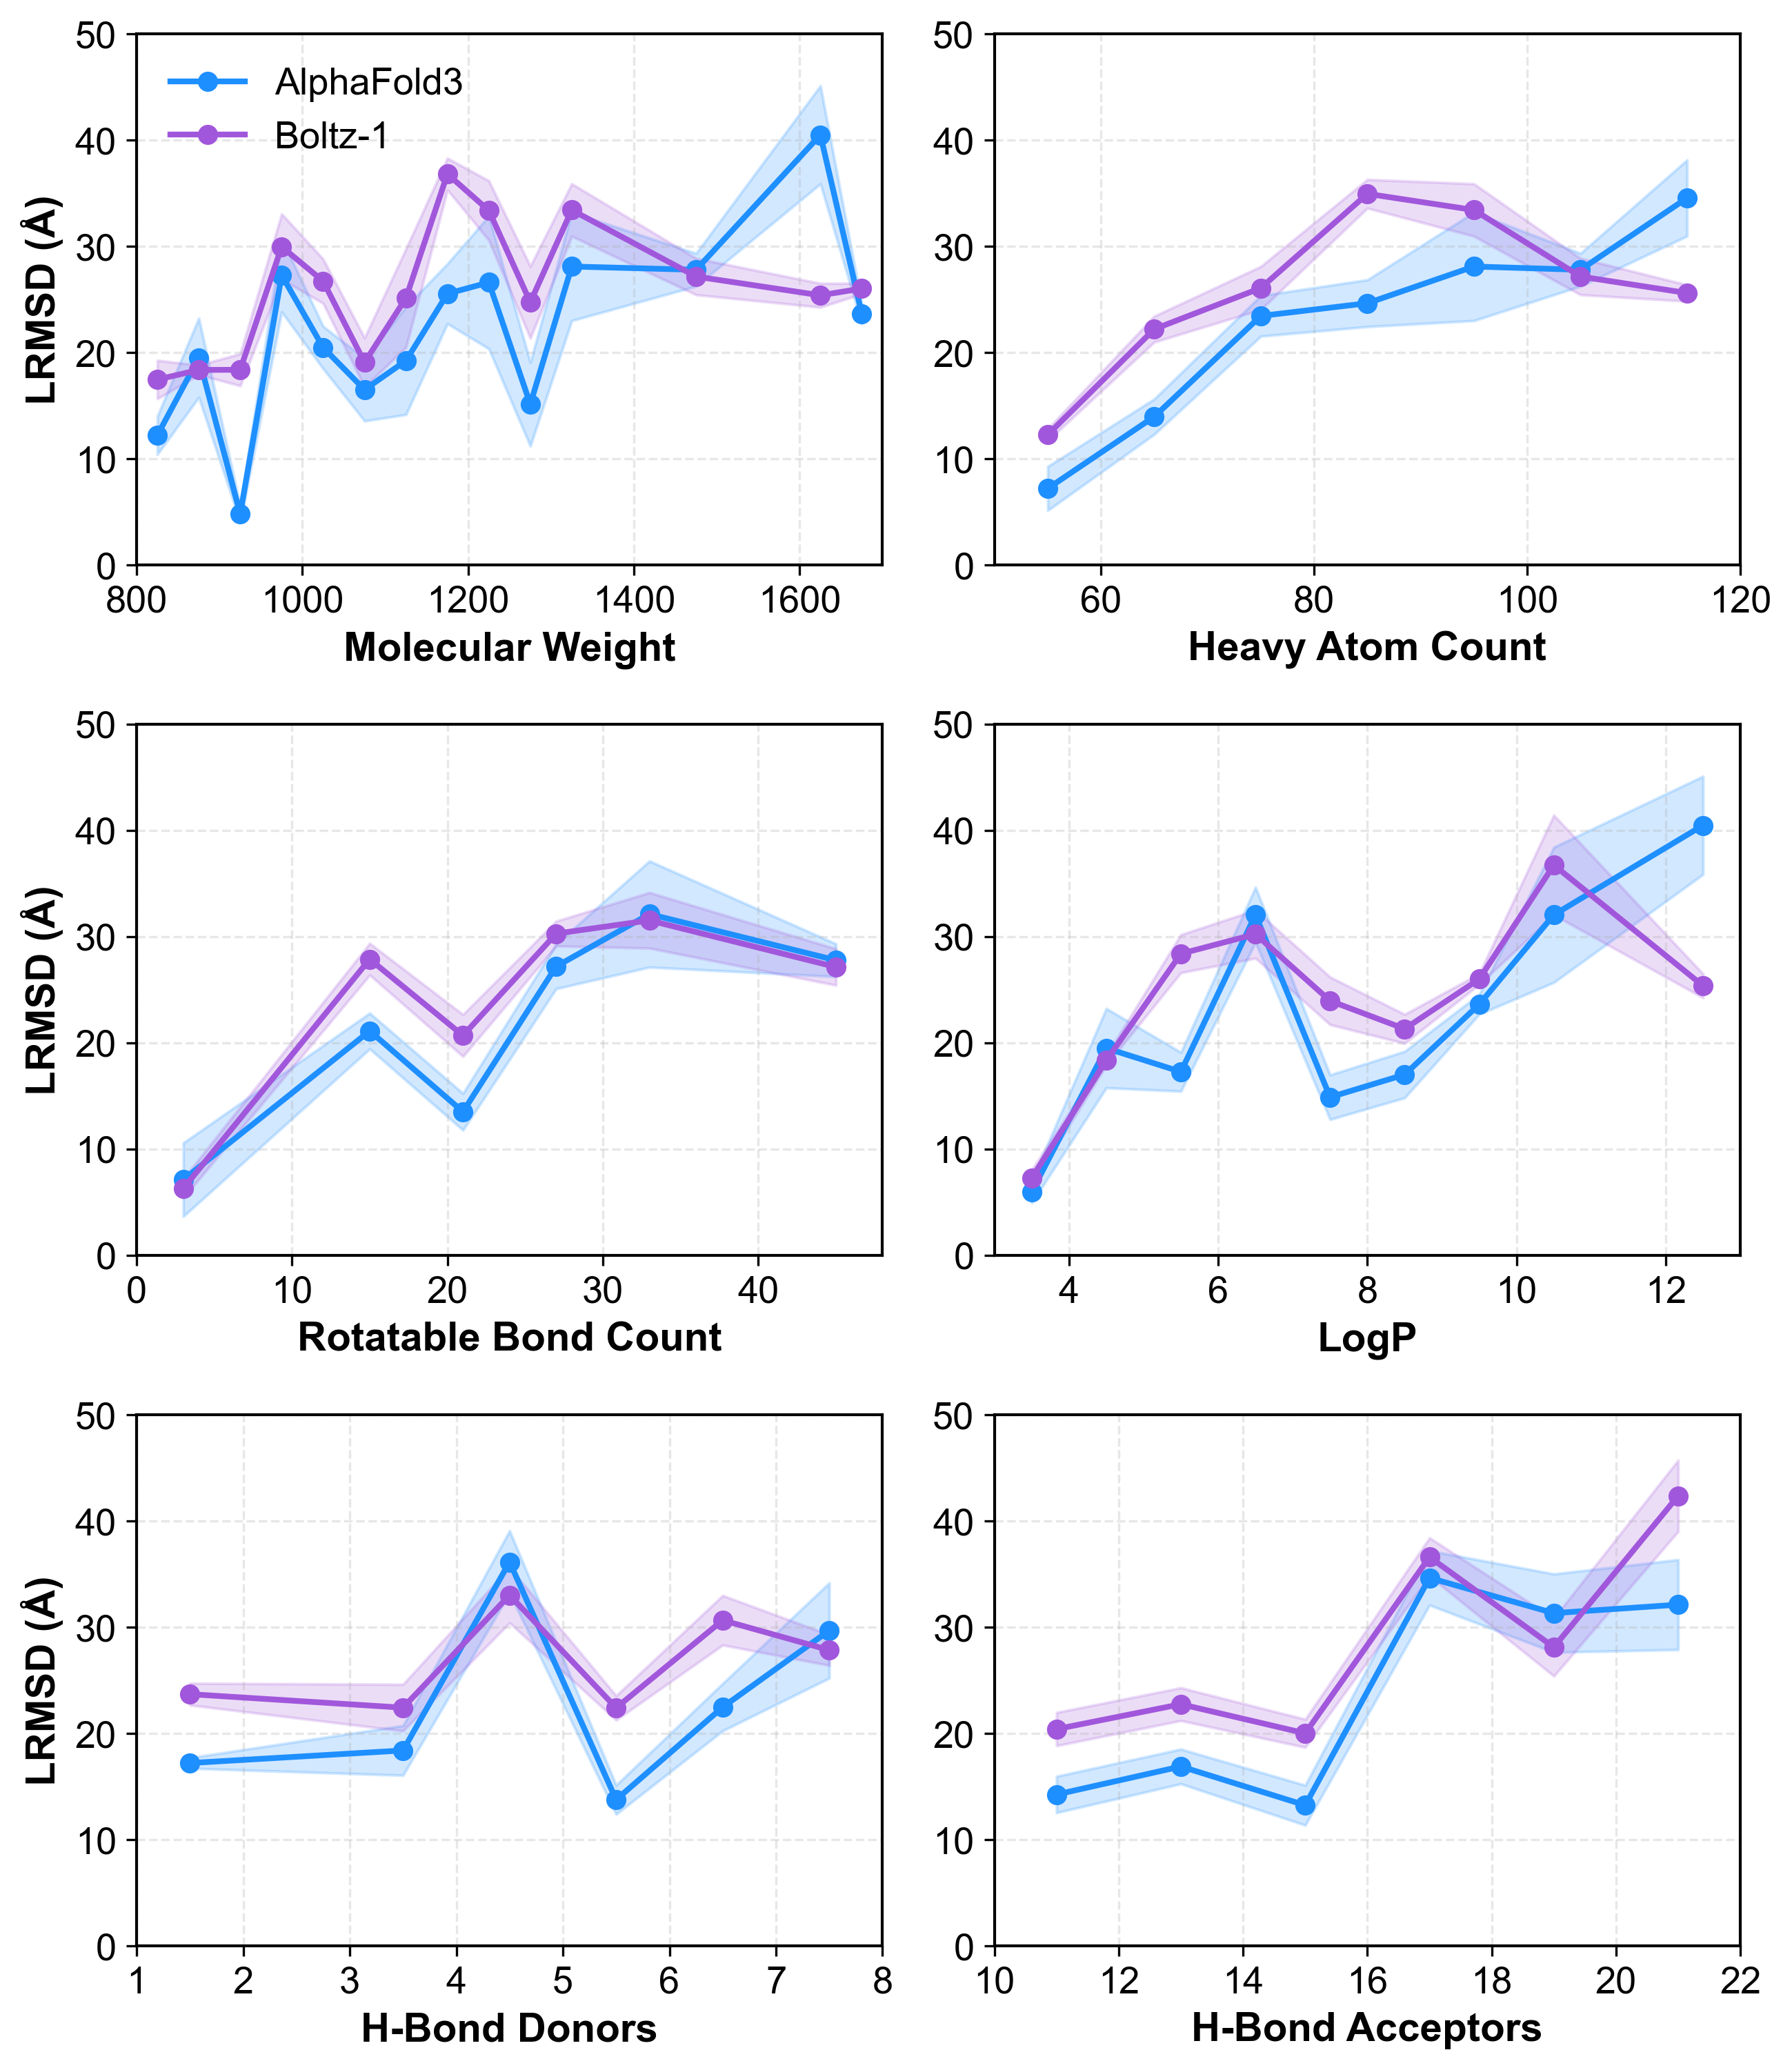 50
40
30
20
10
0
LRMSD (Å)
AlphaFold3
Boltz-1
800 1000 1200 1400 1600
Molecular Weight
50
40
30
20
10
0
60 80 100 120
Heavy Atom Count
50
40
30
20
10
0
LRMSD (Å)
0 10 20 30 40
Rotatable Bond Count
50
40
30
20
10
0
4 6 8 10 12
LogP
50
40
30
20
10
0
LRMSD (Å)
1 2 3 4 5 6 7 8
H-Bond Donors
50
40
30
20
10
0
10 12 14 16 18 20 22
H-Bond Acceptors